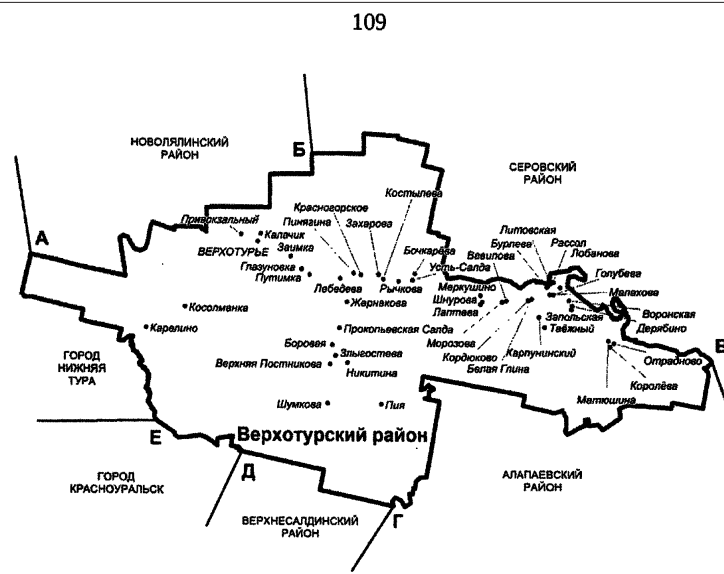 109
НОВОЛЯЛИНСКИЙ
РАЙОН
Б
СЕРОВСКИЙ
РАЙОН
А
Привокзальный
Калачик
ВЕРХОТУРЬЕ
Заимка
Глазуновка
Путимка
Красногорское
Пинягина
Захарова
Костылева
Лебедева
Жернакова
Рычкова
Бочкарёва
Усть-Салда
Меркушино
Шнурова
Лаптева
Вавилова
Бурлева
Литовская
Рассол
Лобанова
Голубева
Малахова
Воронская
Дерябино
Запольская
Таёжный
Морозова
Кордюково
Белая Глина
Карпунинский
Отрадново
Королёва
Матюшина
В
Косолманка
Карелино
Прокопьевская Салда
Боровая
Злыгостева
Верхняя Постникова
Никитина
Шумкова
Пия
ГОРОД
НИЖНЯЯ
ТУРА
Е
Верхотурский район
Д
ГОРОД
КРАСНОУРАЛЬСК
ВЕРХНЕСАЛДИНСКИЙ
РАЙОН
Г
АЛАПАЕВСКИЙ
РАЙОН